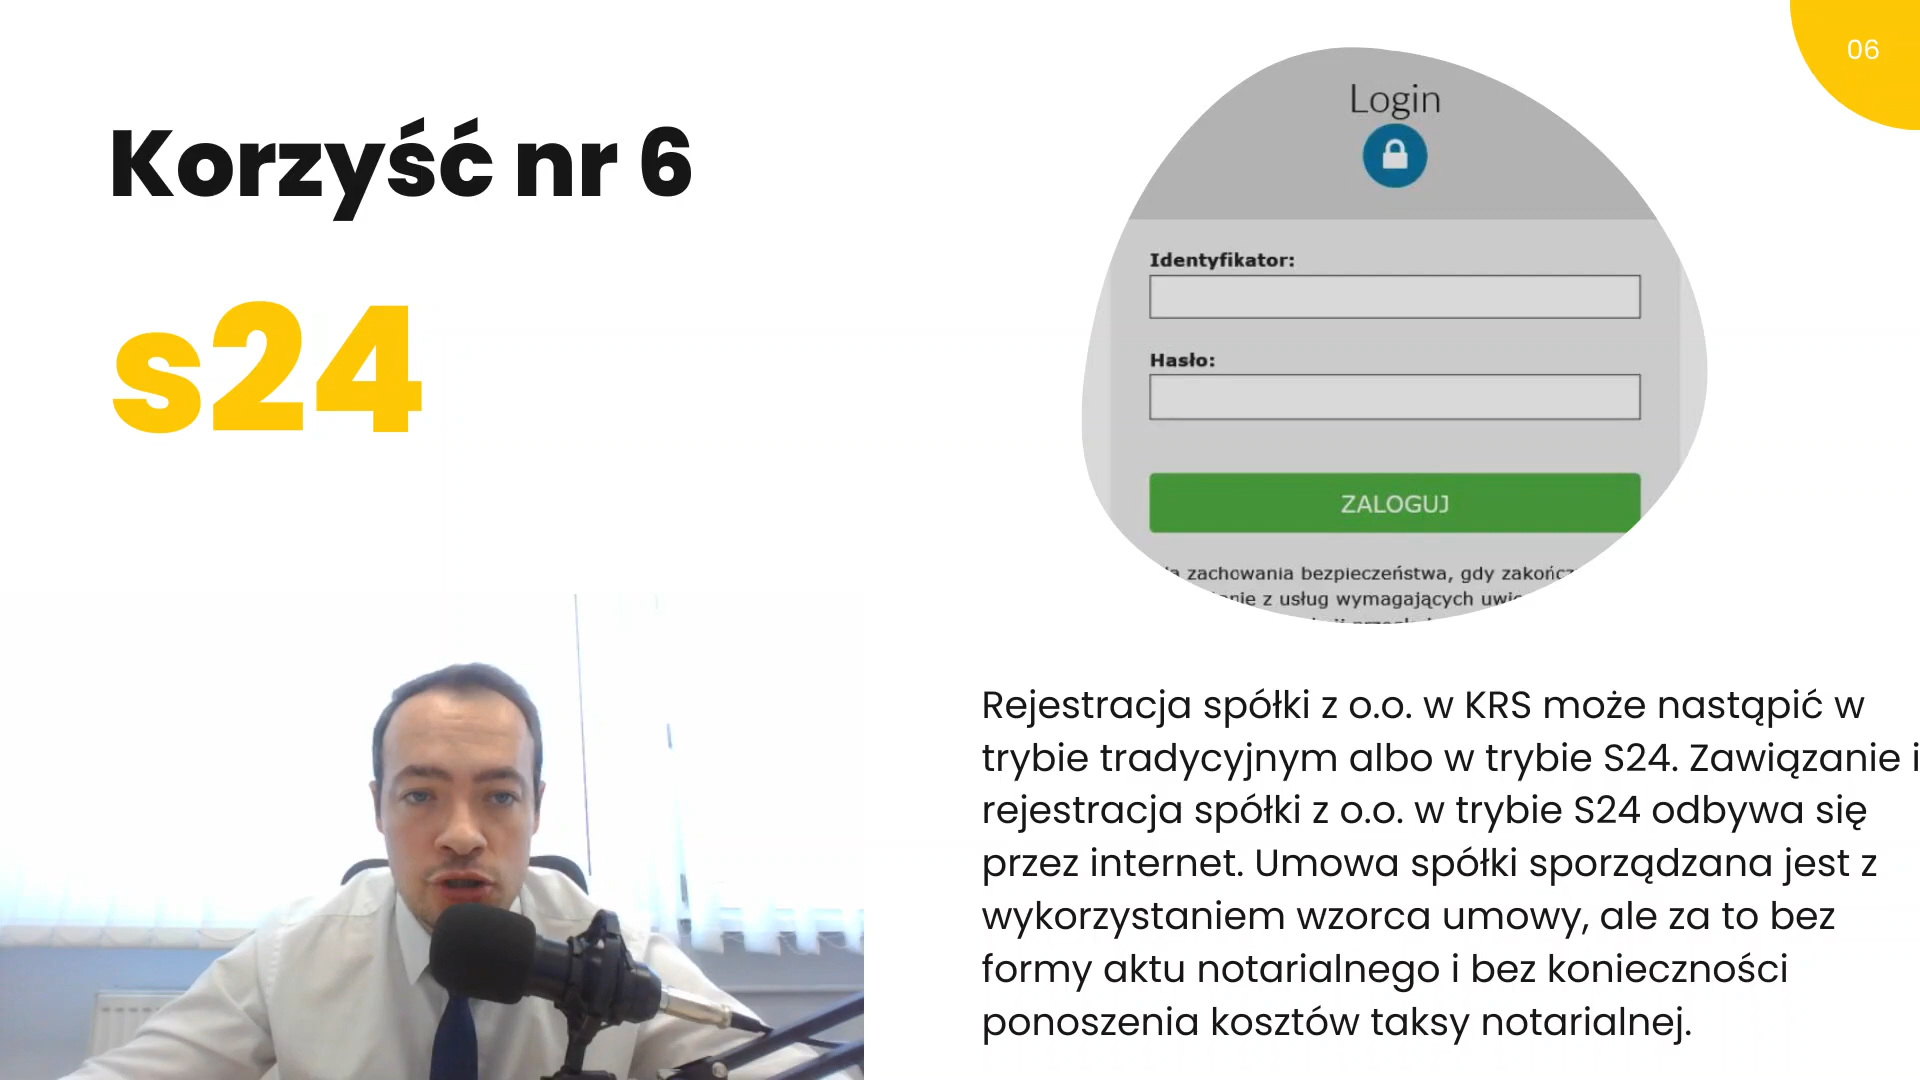 06
Korzyść nr 6
s24
Login
Identyfikator:
Hasło:
ZALOGUJ
zachowania bezpieczeństwa, gdy
z usług wymagających
Rejestracja spółki z o.o. w KRS może nastąpić w
trybie tradycyjnym albo w trybie S24. Zawiązanie i
rejestracja spółki z o.o. w trybie S24 odbywa się
przez internet. Umowa spółki sporządzana jest z
wykorzystaniem wzorca umowy, ale za to bez
formy aktu notarialnego i bez konieczności
ponoszenia kosztów taksy notarialnej.